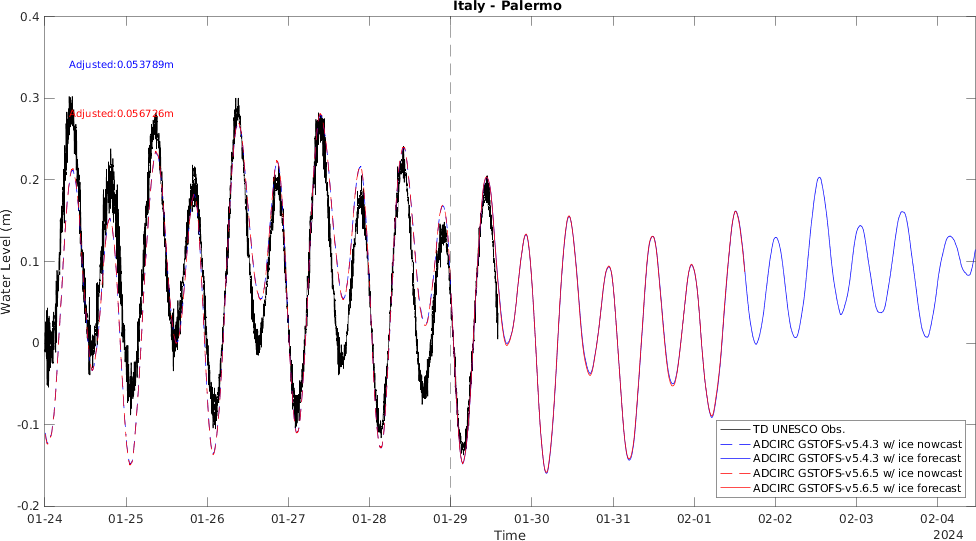 Italy - Palermo
Adjusted:0.053789m
Adjusted:0.056726m
Water Level (m)
0.4
0.3
0.2
0.1
0
-0.1
-0.2
TD UNESCO Obs.
ADCIRC GSTOFS-v5.4.3 w/ ice nowcast
ADCIRC GSTOFS-v5.4.3 w/ ice forecast
ADCIRC GSTOFS-v5.6.5 w/ ice nowcast
ADCIRC GSTOFS-v5.6.5 w/ ice forecast
01-24 01-25 01-26 01-27 01-28 01-29 01-30 01-31 02-01 02-02 02-03 02-04
Time
2024